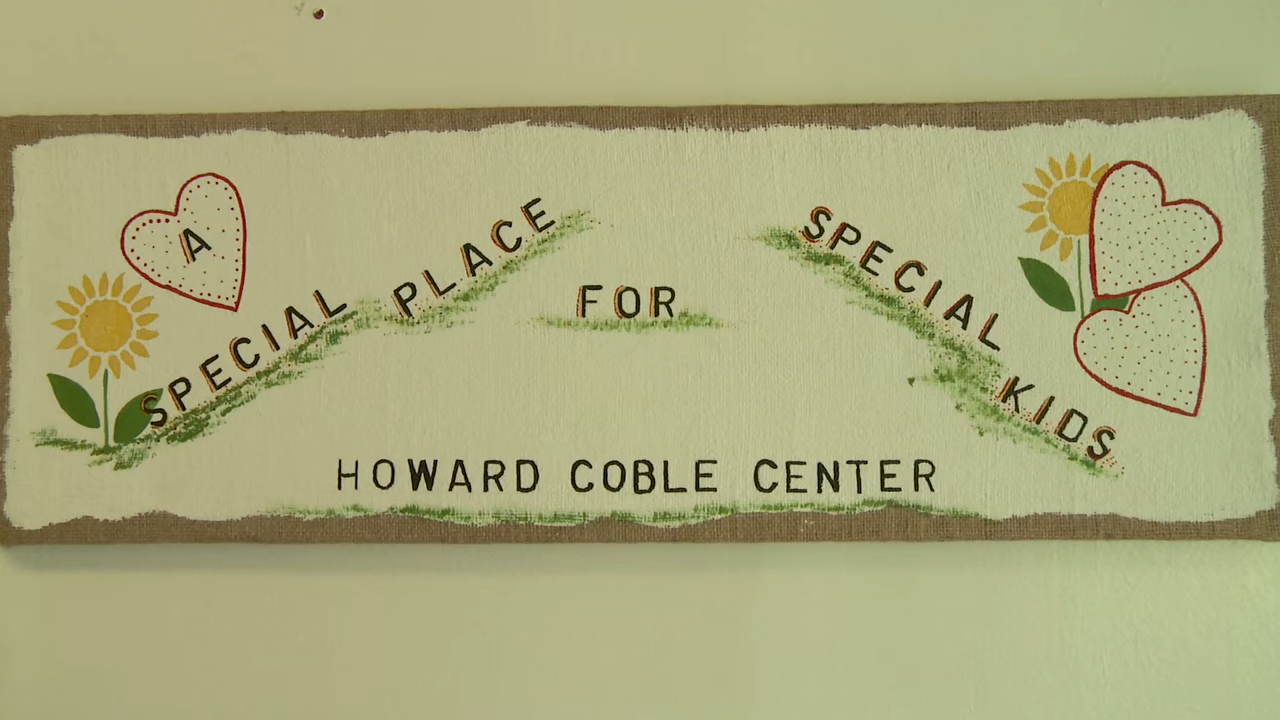 A
SPECIAL PLACE
FOR
SPECIAL KIDS
HOWARD COBLE CENTER